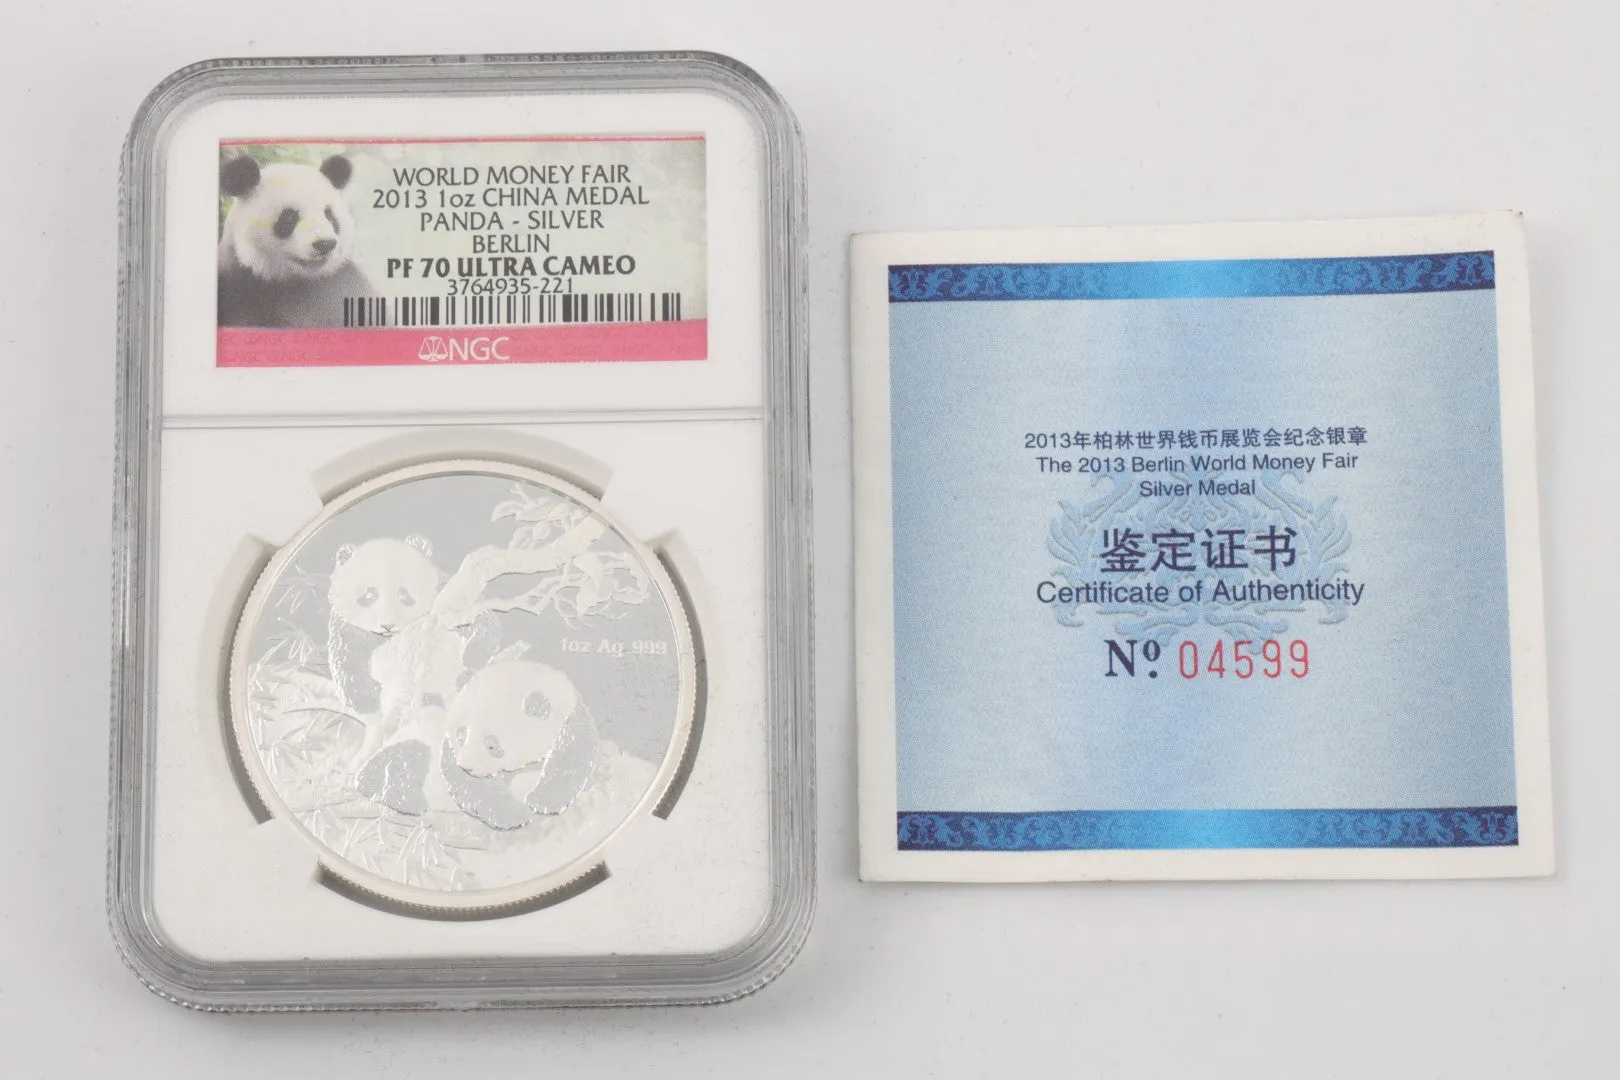 WORLD MONEY FAIR
2013 1oz CHINA MEDAL
PANDA - SILVER
BERLIN
PF 70 ULTRA CAMEO
3764935-221
NGC
1oz Ag .999
2013年柏林世界钱币展览会纪念银章
The 2013 Berlin World Money Fair
Silver Medal
鉴定证书
Certificate of Authenticity
Nº. 04599